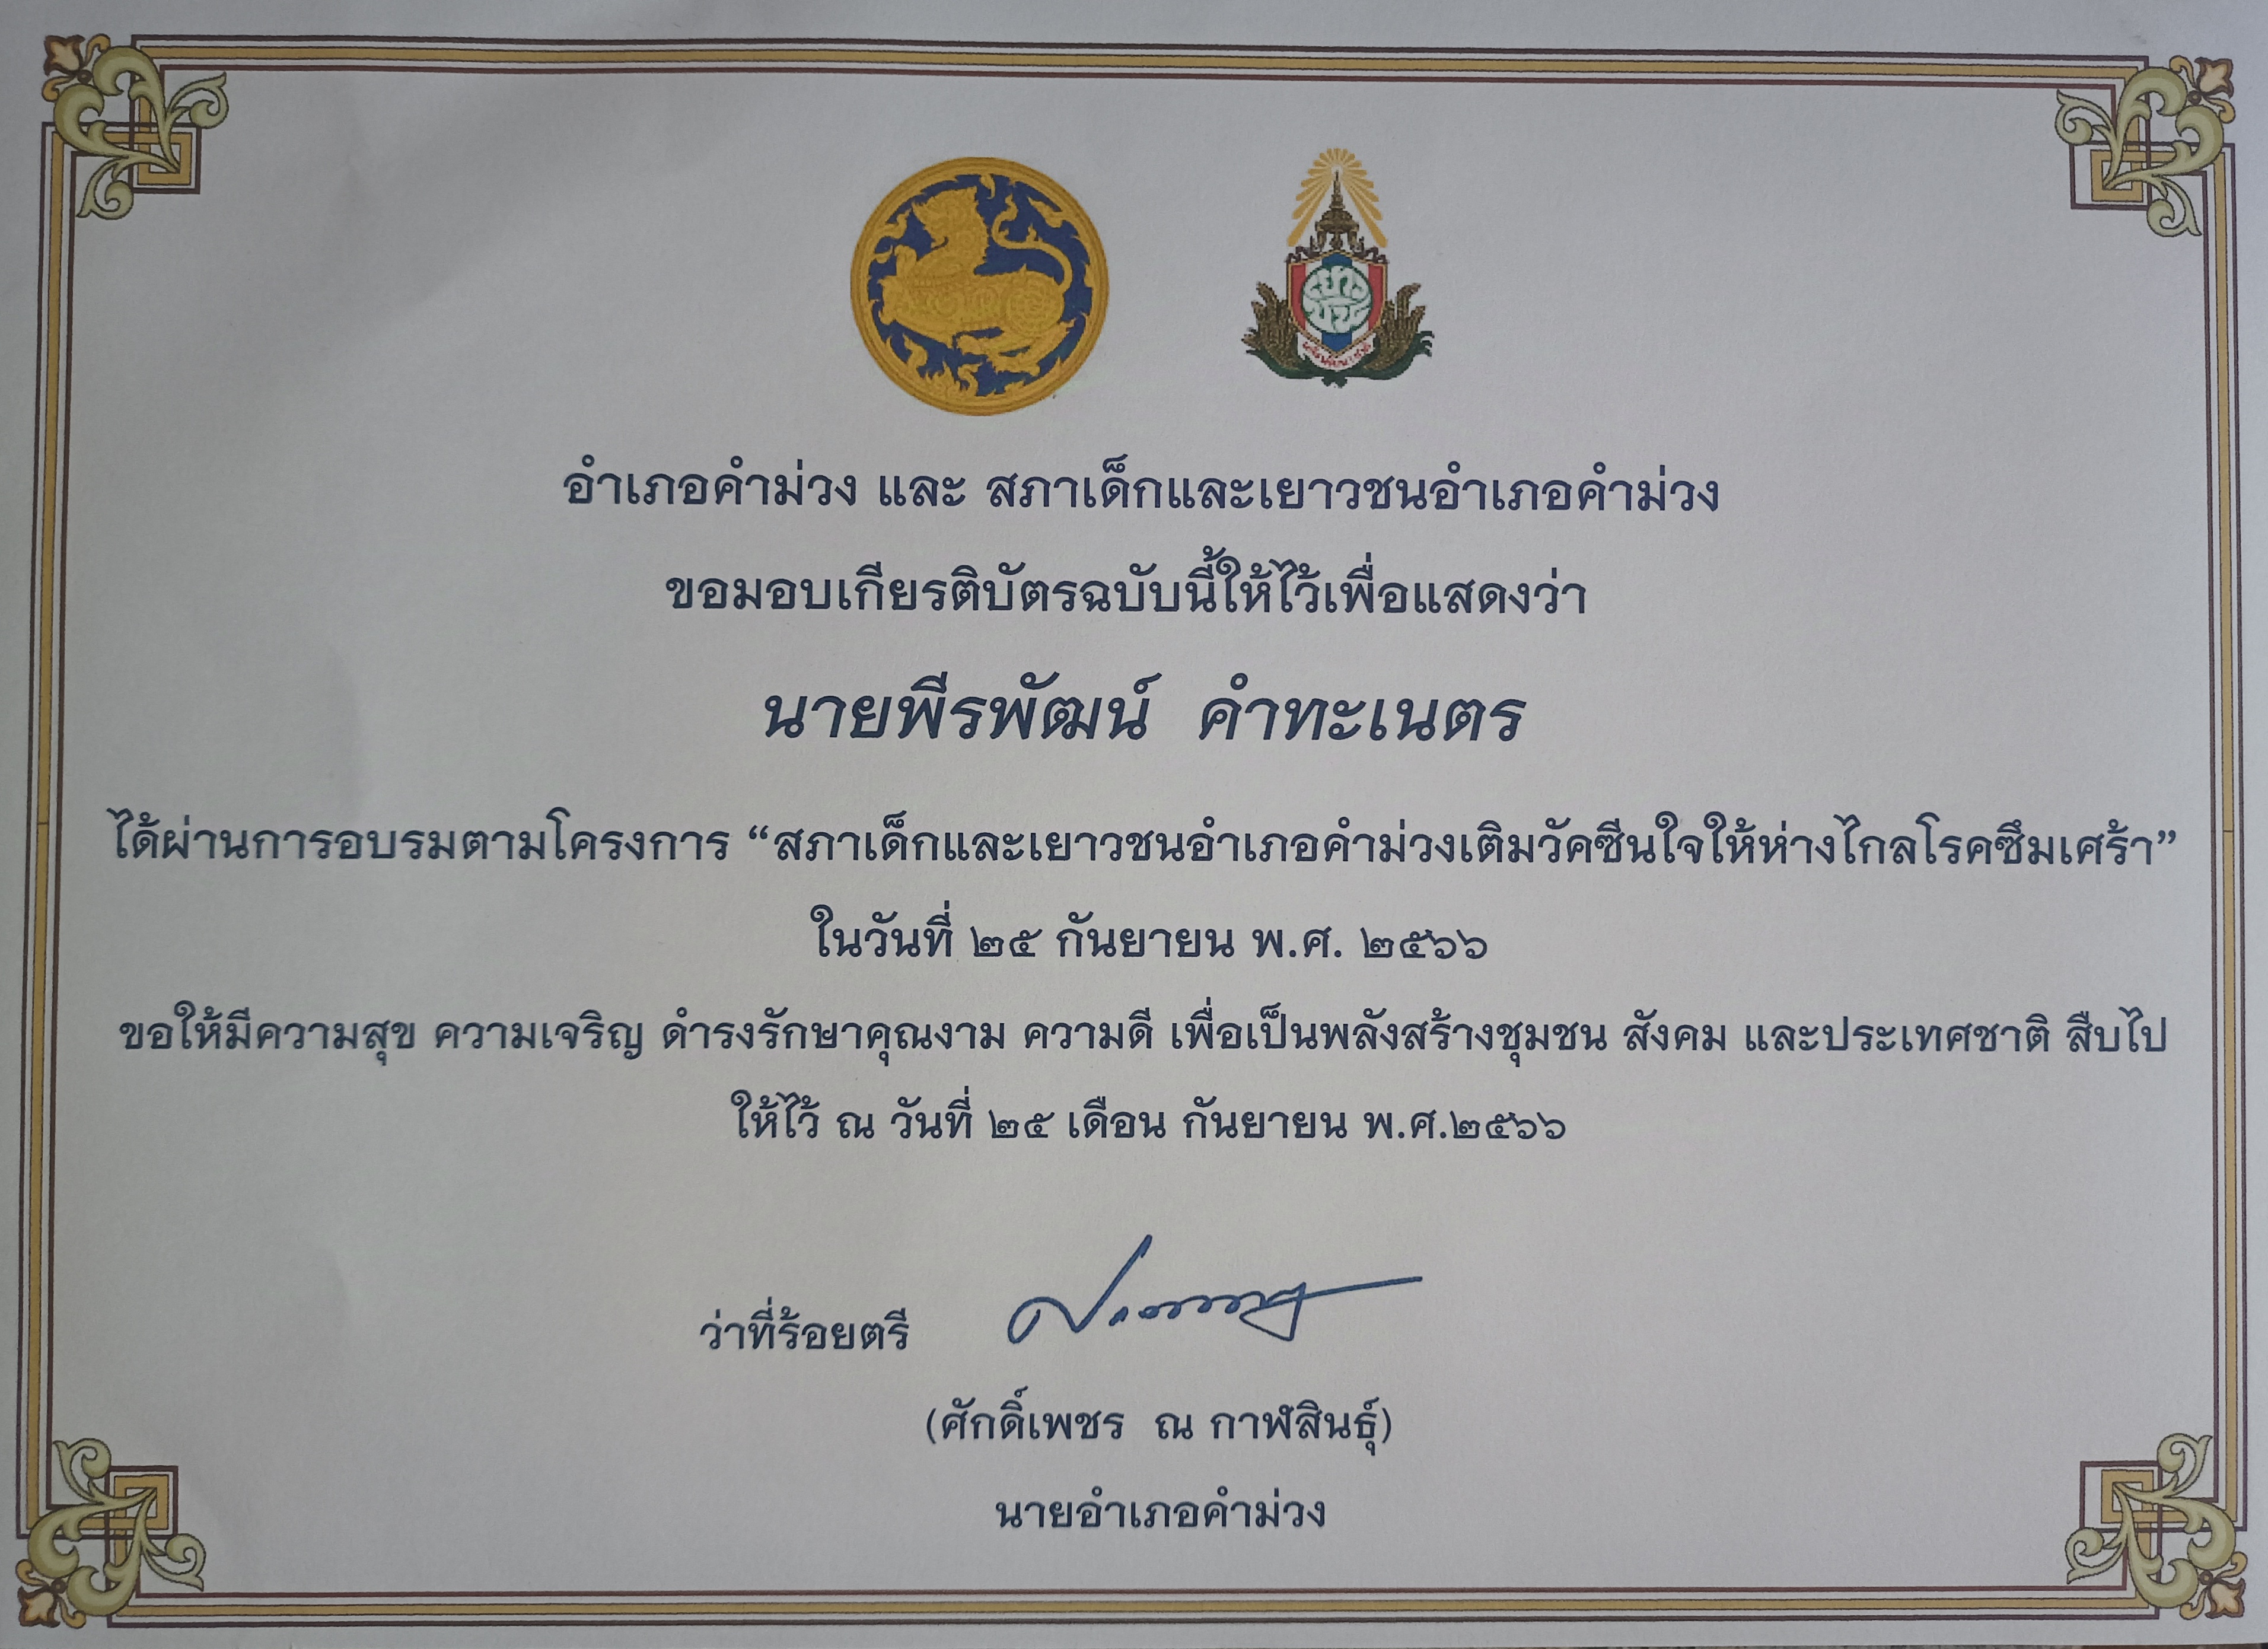 อำเภอคำม่วง และ สภาเด็กและเยาวชนอำเภอคำม่วง
ขอมอบเกียรติบัตรฉบับนี้ให้ไว้เพื่อแสดงว่า
นายพีรพัฒน์ คำทะเนตร
ได้ผ่านการอบรมตามโครงการ “สภาเด็กและเยาวชนอำเภอคำม่วงเติมวัคซีนใจให้ห่างไกลโรคซึมเศร้า”
ในวันที่ ๒๕ กันยายน พ.ศ. ๒๕๖๖
ขอให้มีความสุข ความเจริญ ดำรงรักษาคุณงาม ความดี เพื่อเป็นพลังสร้างชุมชน สังคม และประเทศชาติ สืบไป
ให้ไว้ ณ วันที่ ๒๕ เดือน กันยายน พ.ศ.๒๕๖๖
ว่าที่ร้อยตรี
(ศักดิ์เพชร ณ กาฬสินธุ์)
นายอำเภอคำม่วง